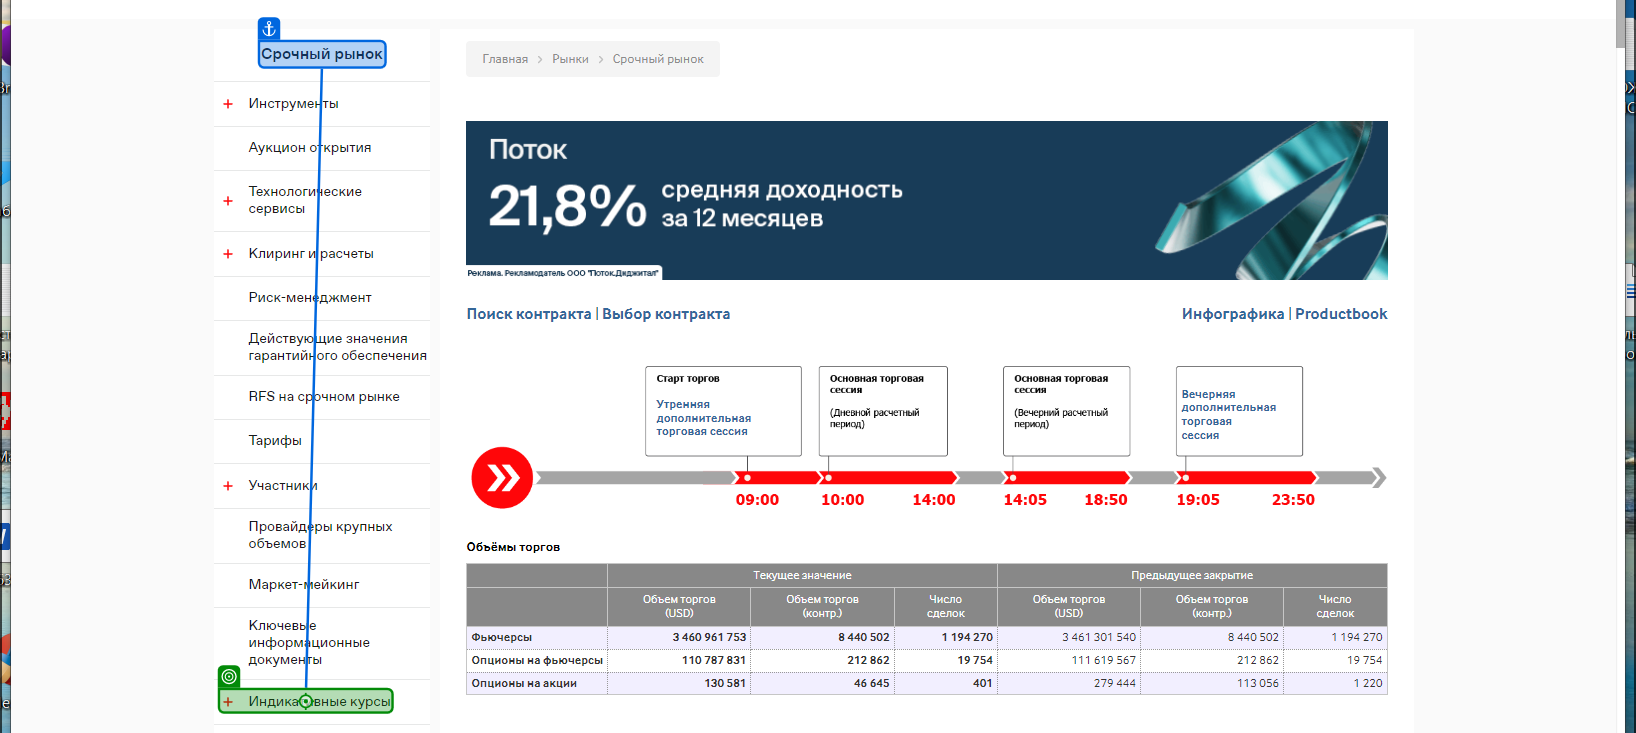 Срочный рынок
Инструменты
Аукцион открытия
Технологические
сервисы
Клиринг и расчеты
Риск-менеджмент
Действующие значения
гарантийного обеспечения
RFS на срочном рынке
Тарифы
Участники
Провайдеры крупных
объемов
Маркет-мейкинг
Ключевые
информационные
документы
Индикативные курсы
Главная > Рынки > Срочный рынок
Поток
21,8% средняя доходность
за 12 месяцев
Реклама. Рекламодатель ООО "Поток.Диджитал"
Поиск контракта | Выбор контракта
Инфографика | Productbook
Старт торгов
Утренняя
дополнительная
торговая сессия
Основная торговая
сессия
(Дневной расчетный
период)
Основная торговая
сессия
(Вечерний расчетный
период)
Вечерняя
дополнительная
торговая
сессия
09:00 10:00 14:00 14:05 18:50 19:05 23:50
Объёмы торгов
Текущее значение Предыдущее закрытие
Объем торгов Объем торгов Число Объем торгов Объем торгов Число
(USD) (контр.) сделок (USD) (контр.) сделок
Фьючерсы 3 460 961 753 8 440 502 1 194 270 3 461 301 540 8 440 502 1 194 270
Опционы на фьючерсы 110 787 831 212 862 19 754 111 619 567 212 862 19 754
Опционы на акции 130 581 46 645 401 279 444 113 056 1 220